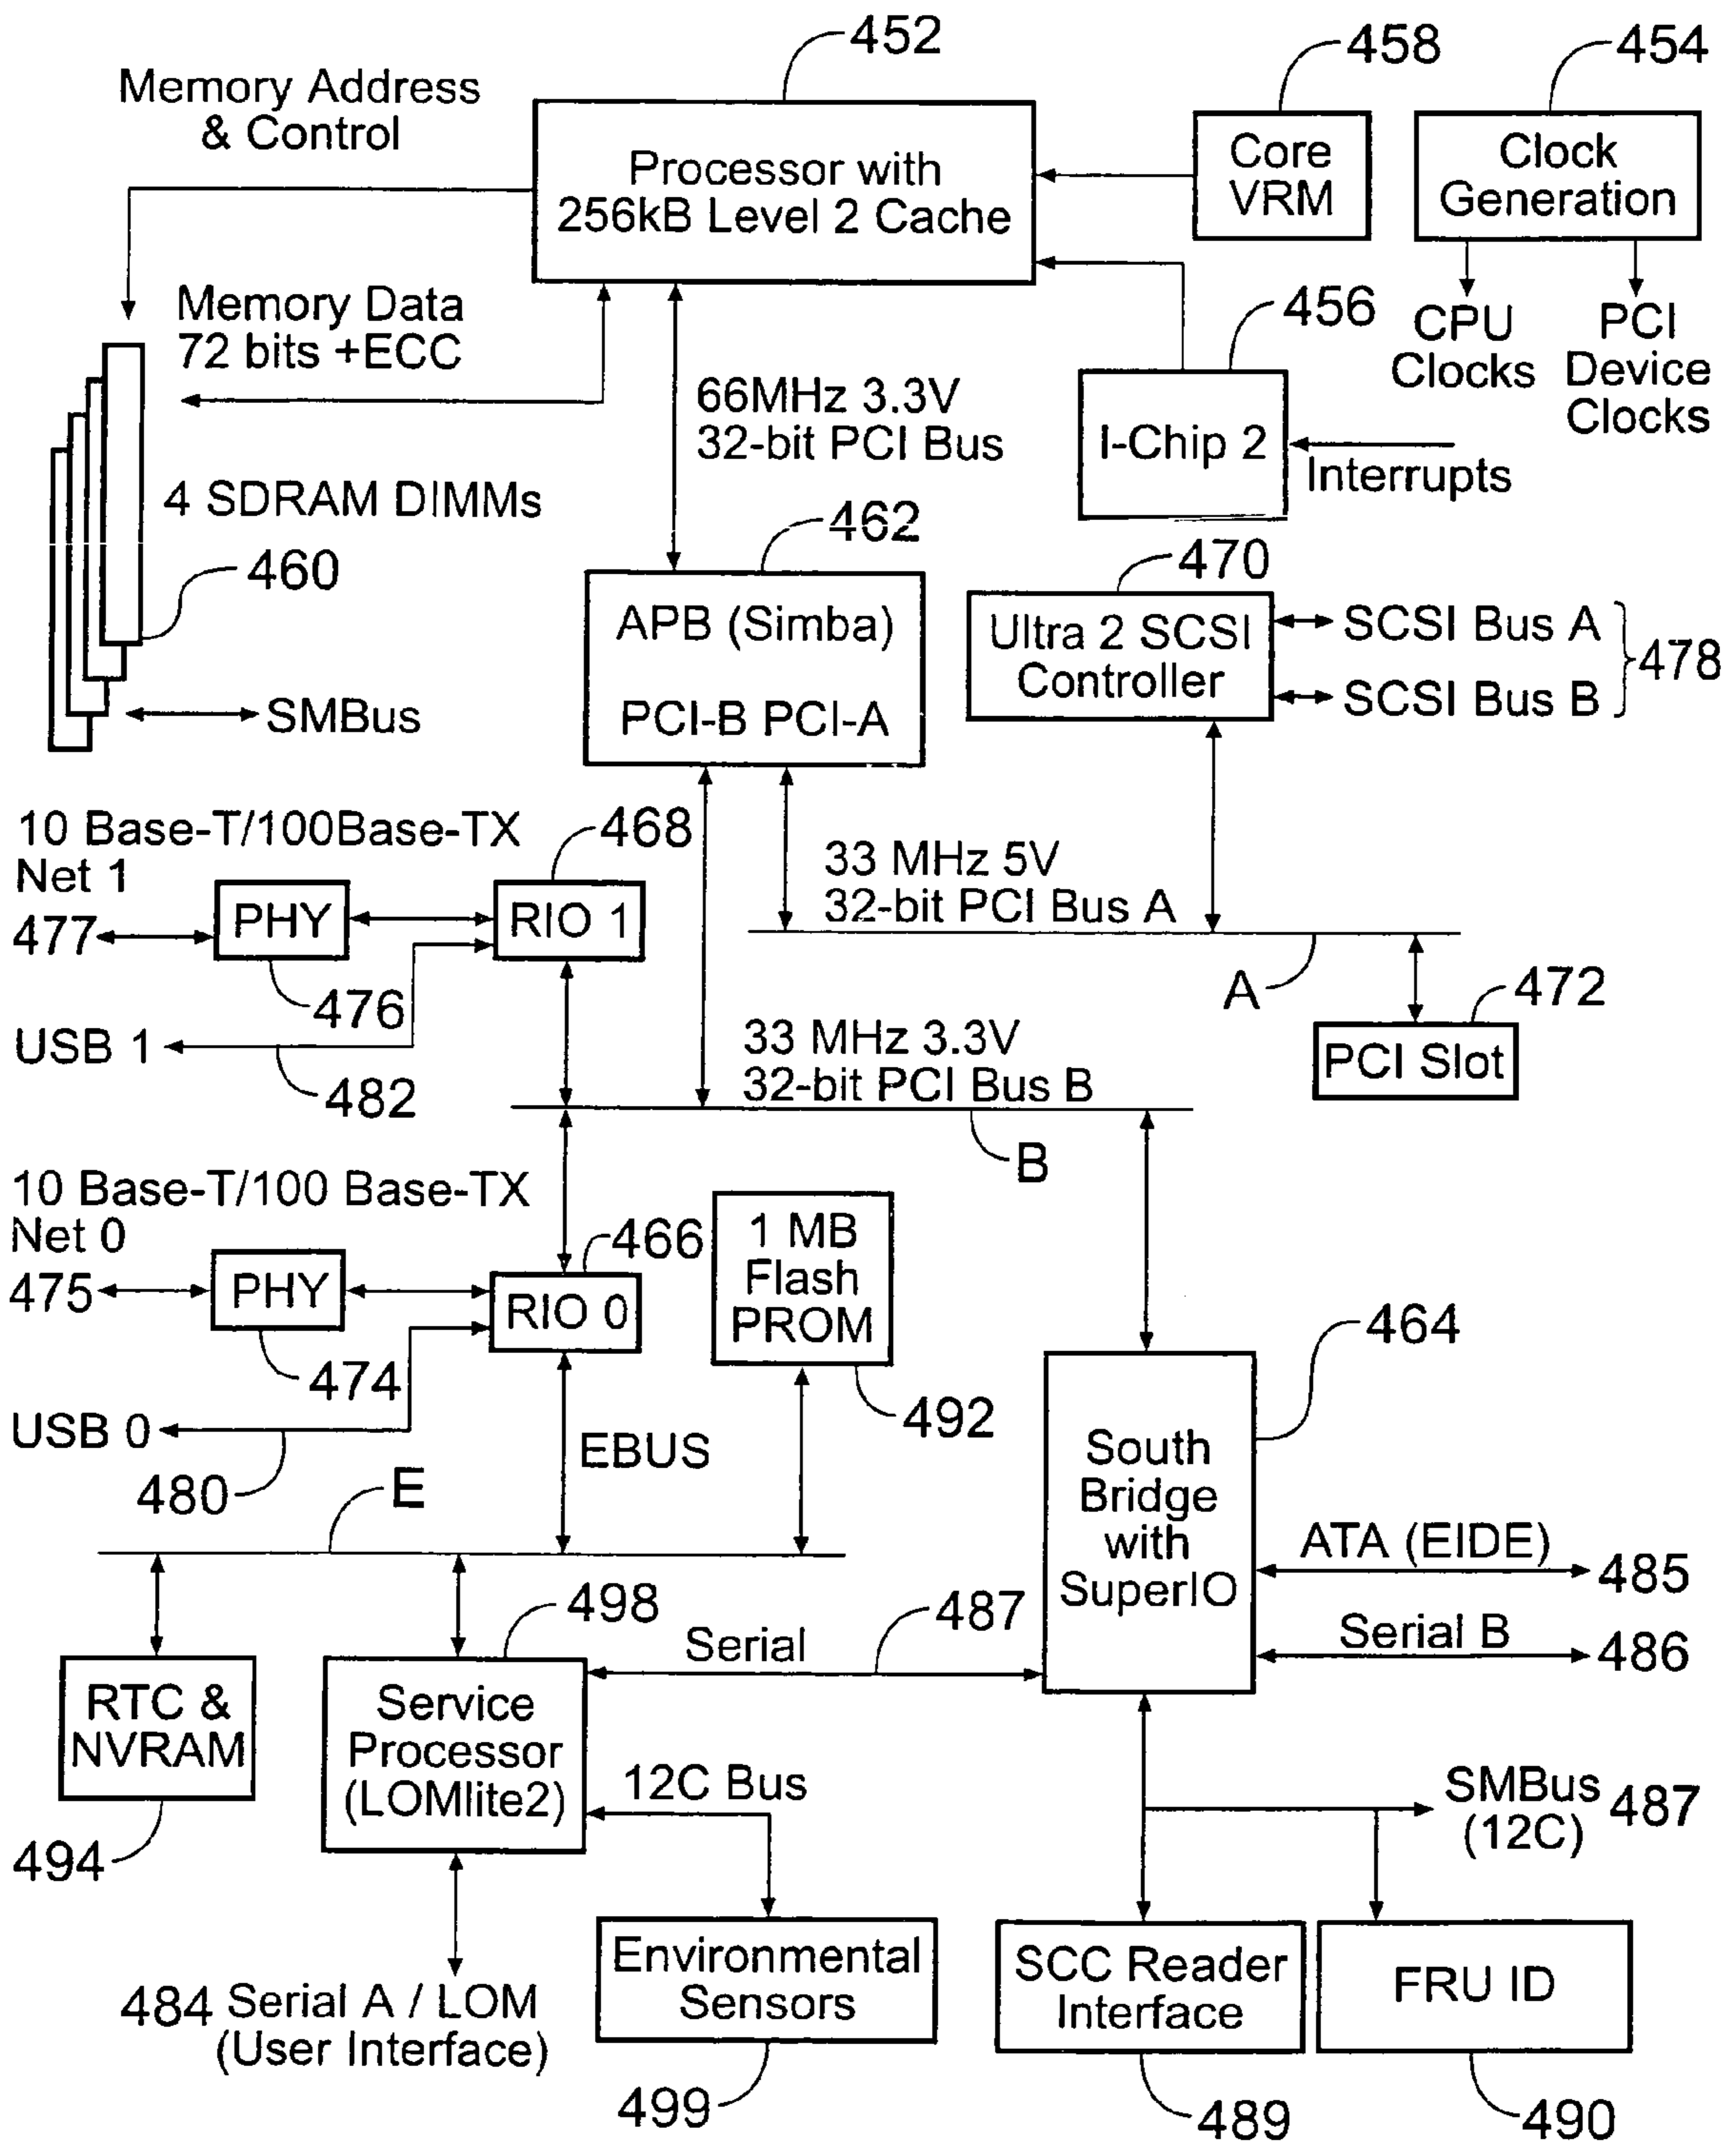 452
458
454
Memory Address
& Control
Processor with
256kB Level 2 Cache
Core
VRM
Clock
Generation
Memory Data
72 bits +ECC
456
CPU
Clocks
PCI
Device
Clocks
66MHz 3.3V
32-bit PCI Bus
I-Chip 2
Interrupts
4 SDRAM DIMMs
460
462
470
APB (Simba)
PCI-B PCI-A
Ultra 2 SCSI
Controller
SCSI Bus A
SCSI Bus B
478
SMBus
10 Base-T/100Base-TX
Net 1
468
477
PHY
RIO 1
476
33 MHz 5V
32-bit PCI Bus A
A
472
PCI Slot
USB 1
482
33 MHz 3.3V
32-bit PCI Bus B
B
10 Base-T/100 Base-TX
Net 0
466
475
PHY
RIO 0
474
1 MB
Flash
PROM
492
464
USB 0
480
EBUS
E
South
Bridge
with
SuperIO
ATA (EIDE)
485
Serial B
486
498
Serial
487
RTC &
NVRAM
494
Service
Processor
(LOMlite2)
12C Bus
SMBus
(12C)
487
484
Serial A / LOM
(User Interface)
Environmental
Sensors
499
SCC Reader
Interface
489
FRU ID
490